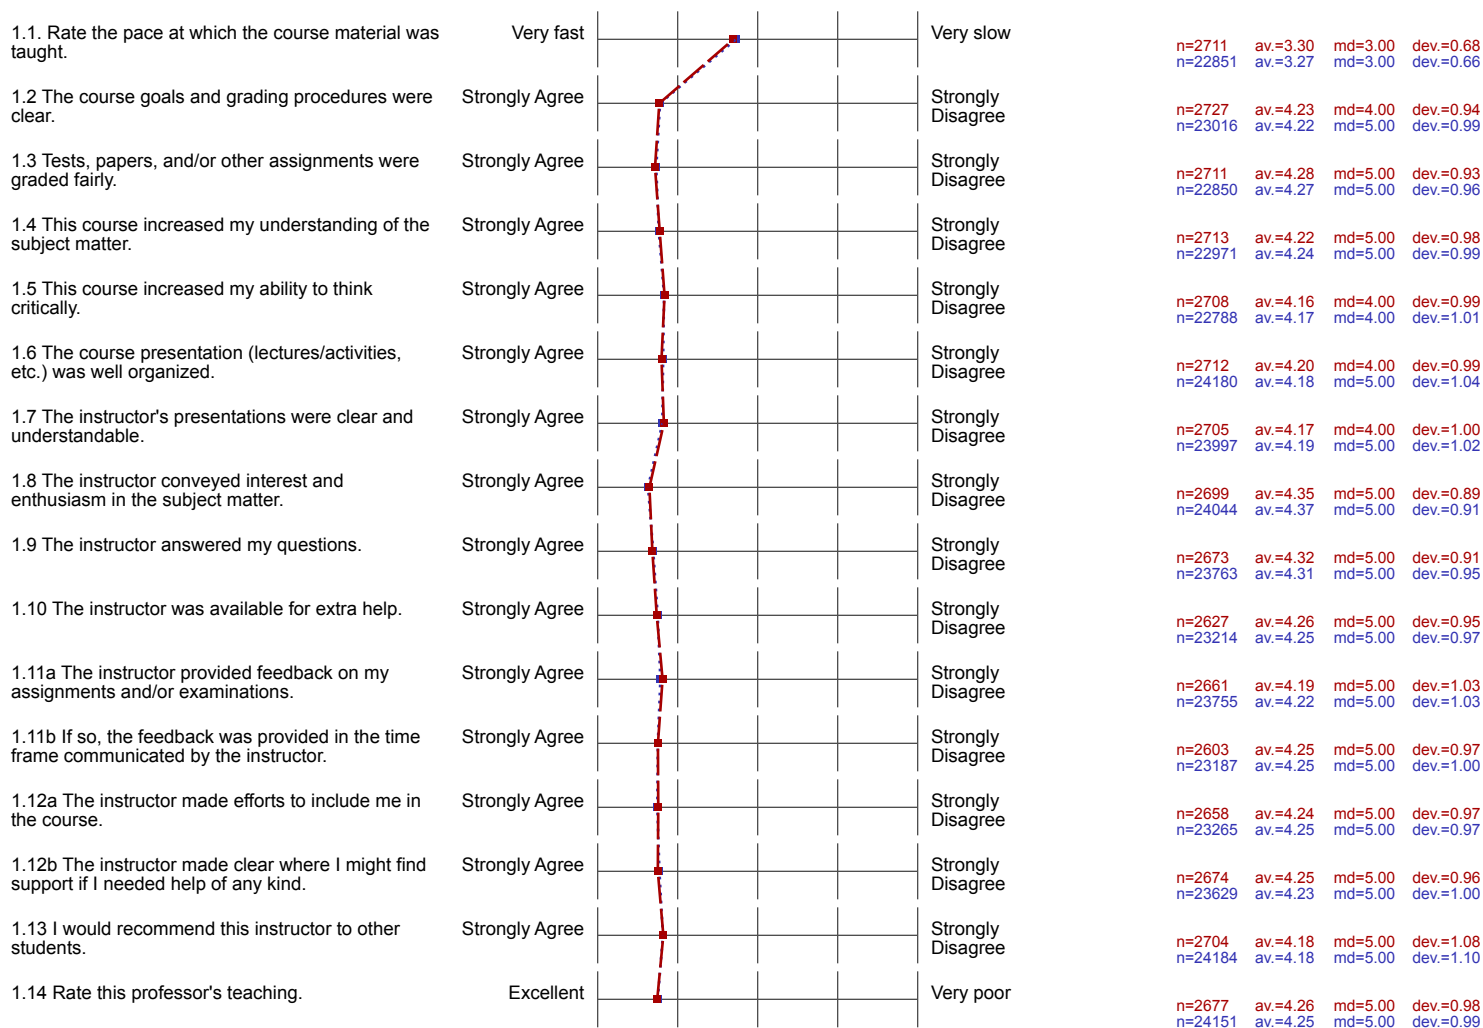 1.1. Rate the pace at which the course material was
taught.
Very fast
Very slow
n=2711 av.=3.30 md=3.00 dev.=0.68
n=22851 av.=3.27 md=3.00 dev.=0.66
1.2 The course goals and grading procedures were
clear.
Strongly Agree
Strongly
Disagree
n=2727 av.=4.23 md=4.00 dev.=0.94
n=23016 av.=4.22 md=5.00 dev.=0.99
1.3 Tests, papers, and/or other assignments were
graded fairly.
Strongly Agree
Strongly
Disagree
n=2711 av.=4.28 md=5.00 dev.=0.93
n=22850 av.=4.27 md=5.00 dev.=0.96
1.4 This course increased my understanding of the
subject matter.
Strongly Agree
Strongly
Disagree
n=2713 av.=4.22 md=5.00 dev.=0.98
n=22971 av.=4.24 md=5.00 dev.=0.99
1.5 This course increased my ability to think
critically.
Strongly Agree
Strongly
Disagree
n=2708 av.=4.16 md=4.00 dev.=0.99
n=22788 av.=4.17 md=4.00 dev.=1.01
1.6 The course presentation (lectures/activities,
etc.) was well organized.
Strongly Agree
Strongly
Disagree
n=2712 av.=4.20 md=4.00 dev.=0.99
n=24180 av.=4.18 md=5.00 dev.=1.04
1.7 The instructor's presentations were clear and
understandable.
Strongly Agree
Strongly
Disagree
n=2705 av.=4.17 md=4.00 dev.=1.00
n=23997 av.=4.19 md=5.00 dev.=1.02
1.8 The instructor conveyed interest and
enthusiasm in the subject matter.
Strongly Agree
Strongly
Disagree
n=2699 av.=4.35 md=5.00 dev.=0.89
n=24044 av.=4.37 md=5.00 dev.=0.91
1.9 The instructor answered my questions.
Strongly Agree
Strongly
Disagree
n=2673 av.=4.32 md=5.00 dev.=0.91
n=23763 av.=4.31 md=5.00 dev.=0.95
1.10 The instructor was available for extra help.
Strongly Agree
Strongly
Disagree
n=2627 av.=4.26 md=5.00 dev.=0.95
n=23214 av.=4.25 md=5.00 dev.=0.97
1.11a The instructor provided feedback on my
assignments and/or examinations.
Strongly Agree
Strongly
Disagree
n=2661 av.=4.19 md=5.00 dev.=1.03
n=23755 av.=4.22 md=5.00 dev.=1.03
1.11b If so, the feedback was provided in the time
frame communicated by the instructor.
Strongly Agree
Strongly
Disagree
n=2603 av.=4.25 md=5.00 dev.=0.97
n=23187 av.=4.25 md=5.00 dev.=1.00
1.12a The instructor made efforts to include me in
the course.
Strongly Agree
Strongly
Disagree
n=2658 av.=4.24 md=5.00 dev.=0.97
n=23265 av.=4.25 md=5.00 dev.=0.97
1.12b The instructor made clear where I might find
support if I needed help of any kind.
Strongly Agree
Strongly
Disagree
n=2674 av.=4.25 md=5.00 dev.=0.96
n=23629 av.=4.23 md=5.00 dev.=1.00
1.13 I would recommend this instructor to other
students.
Strongly Agree
Strongly
Disagree
n=2704 av.=4.18 md=5.00 dev.=1.08
n=24184 av.=4.18 md=5.00 dev.=1.10
1.14 Rate this professor's teaching.
Excellent
Very poor
n=2677 av.=4.26 md=5.00 dev.=0.98
n=24151 av.=4.25 md=5.00 dev.=0.99